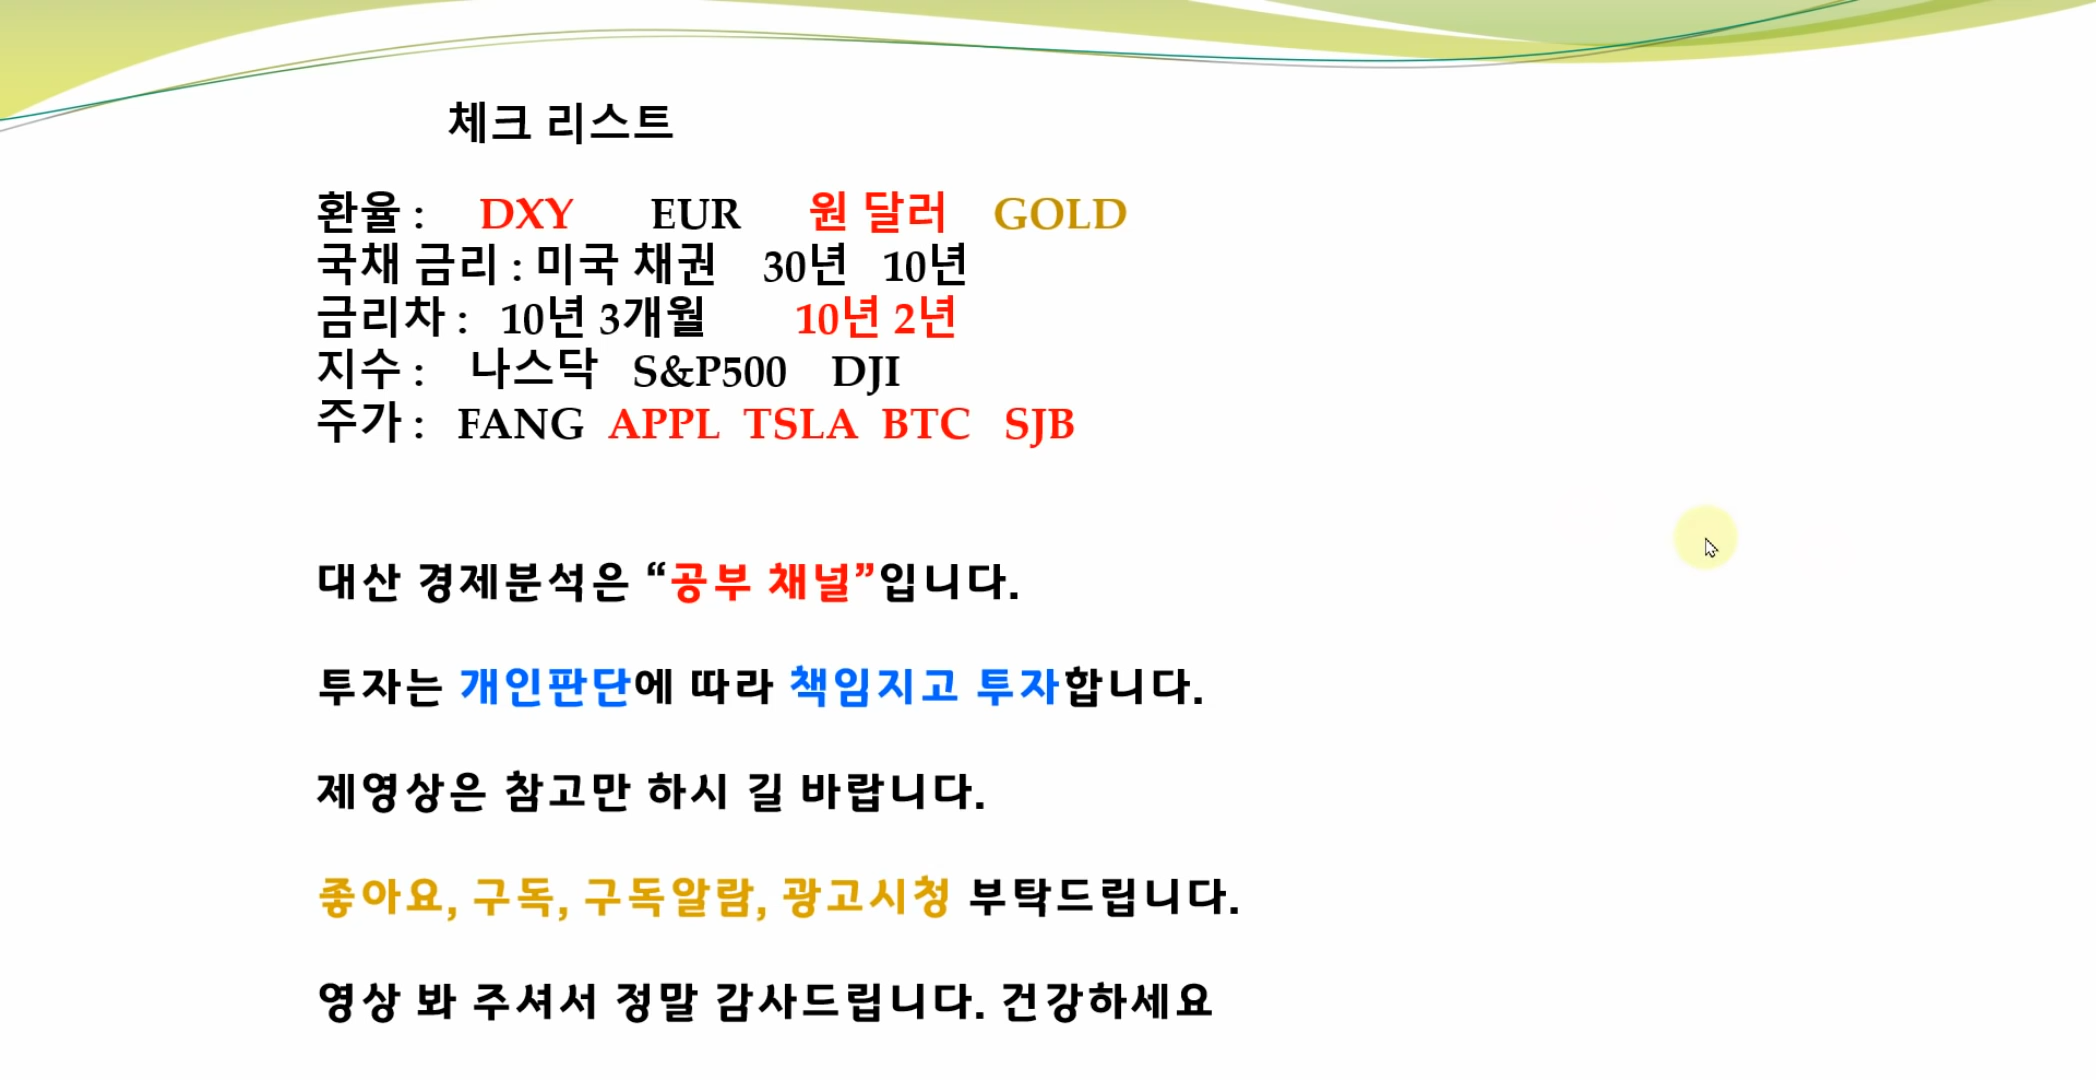 체크 리스트
환율 : DXY EUR 원 달러 GOLD
국채 금리 : 미국 채권 30년 10년
금리차 : 10년 3개월 10년 2년
지수 : 나스닥 S&P500 DJI
주가 : FANG APPL TSLA BTC SJB
대산 경제분석은 “공부 채널”입니다.
투자는 개인판단에 따라 책임지고 투자합니다.
제영상은 참고만 하시 길 바랍니다.
좋아요, 구독, 구독알람, 광고시청 부탁드립니다.
영상 봐 주셔서 정말 감사드립니다. 건강하세요